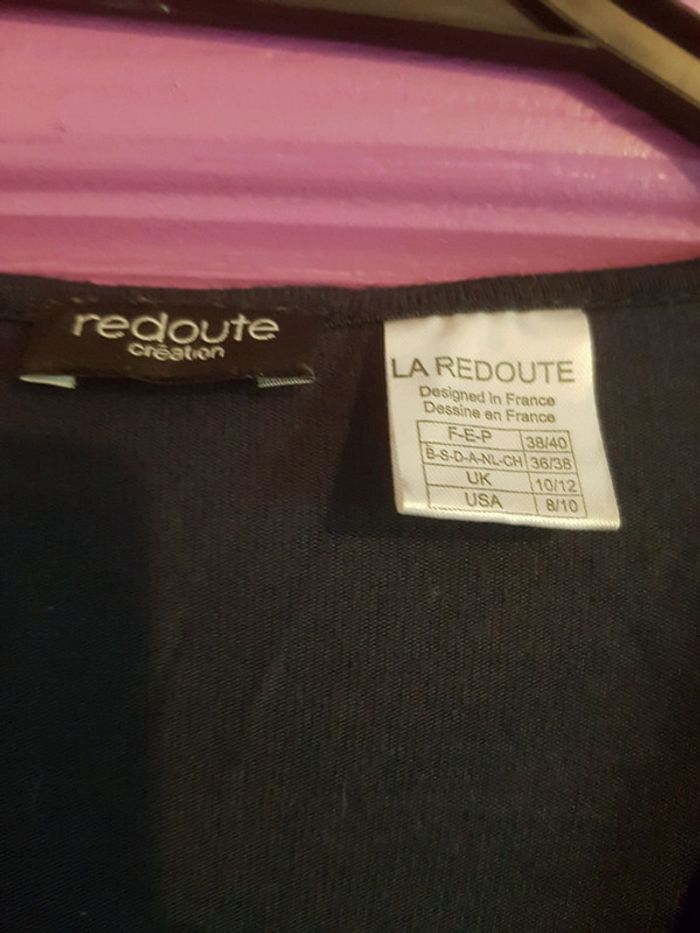 redoute
création
LA REDOUTE
Designed in France
Dessine en France
F-E-P 38/40
B-S-D-A-NL-CH 36/38
UK 10/12
USA 8/10